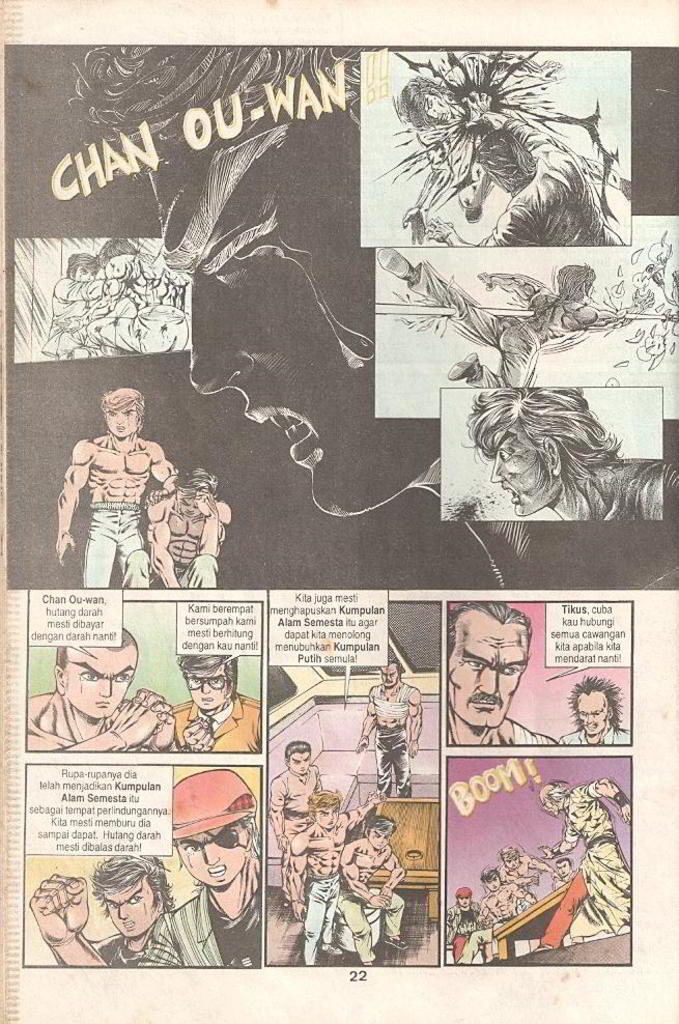 CHAN OU-WAN!!
Chan Ou-wan,
hutang darah
mesti dibayar
dengan darah nanti!
Kami berempat
bersumpah kami
mesti berhitung
dengan kau nanti!
Kita juga mesti
menghapuskan Kumpulan
Alam Semesta itu agar
dapat kita menolong
menubuhkan Kumpulan
Putih semula!
Tikus, cuba
kau hubungi
semua cawangan
kita apabila kita
mendarat nanti!
Rupa-rupanya dia
telah menjadikan Kumpulan
Alam Semesta itu
sebagai tempat perlindungannya.
Kita mesti memburu dia
sampai dapat. Hutang darah
mesti dibalas darah!
BOOM!
22